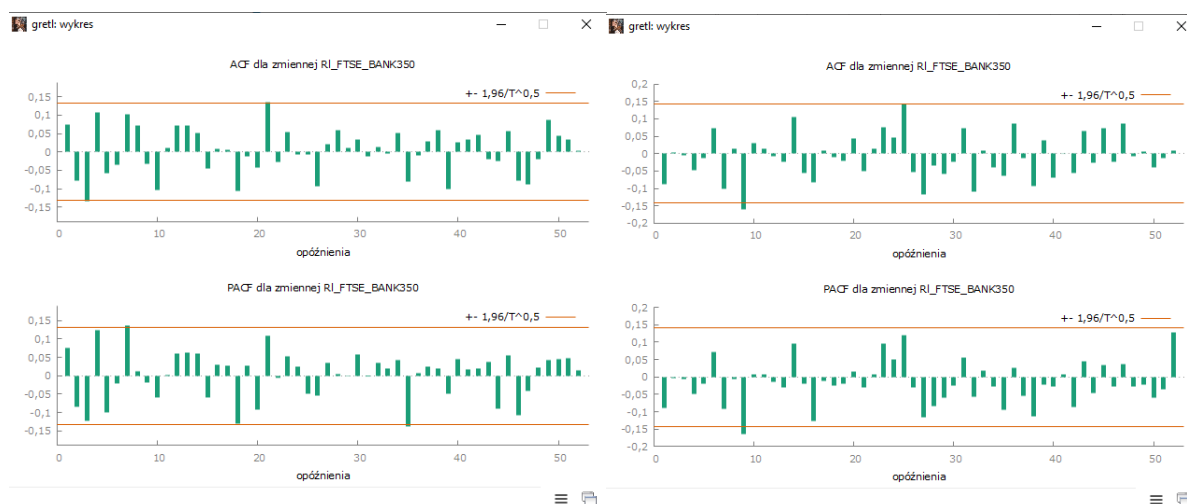 gretl: wykres
ACF dla zmiennej Rl_FTSE_BANK350
+- 1,96/T^0,5
0,15
0,1
0,05
0
-0,05
-0,1
-0,15
0 10 20 30 40 50
opóźnienia
PACF dla zmiennej Rl_FTSE_BANK350
+- 1,96/T^0,5
0,15
0,1
0,05
0
-0,05
-0,1
-0,15
0 10 20 30 40 50
opóźnienia
gretl: wykres
ACF dla zmiennej Rl_FTSE_BANK350
0,2
+- 1,96/T^0,5
0,15
0,1
0,05
0
-0,05
-0,1
-0,15
-0,2
0 10 20 30 40 50
opóźnienia
PACF dla zmiennej Rl_FTSE_BANK350
0,2
+- 1,96/T^0,5
0,15
0,1
0,05
0
-0,05
-0,1
-0,15
-0,2
0 10 20 30 40 50
opóźnienia